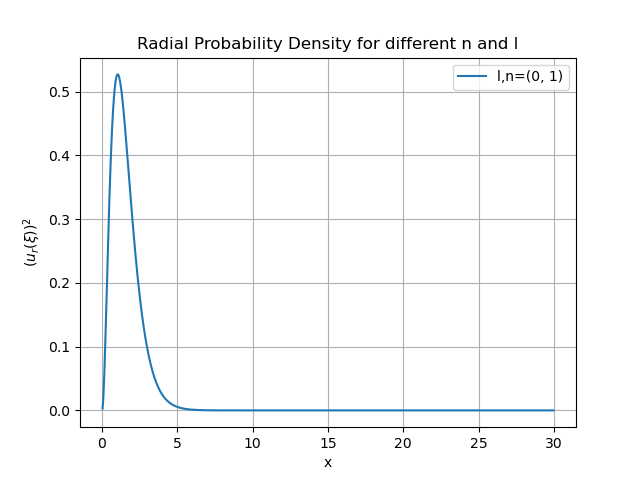 Radial Probability Density for different n and l
l,n=(0, 1)
(u_r(ξ))²
0.5
0.4
0.3
0.2
0.1
0.0
0 5 10 15 20 25 30
x